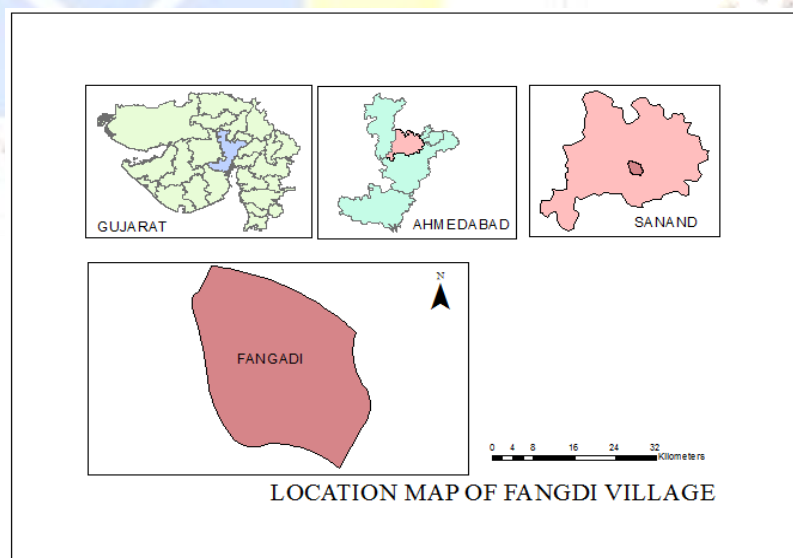 GUJARAT
AHMEDABAD
SANAND
N
FANGADI
0 4 8 16 24 32
Kilometers
LOCATION MAP OF FANGDI VILLAGE